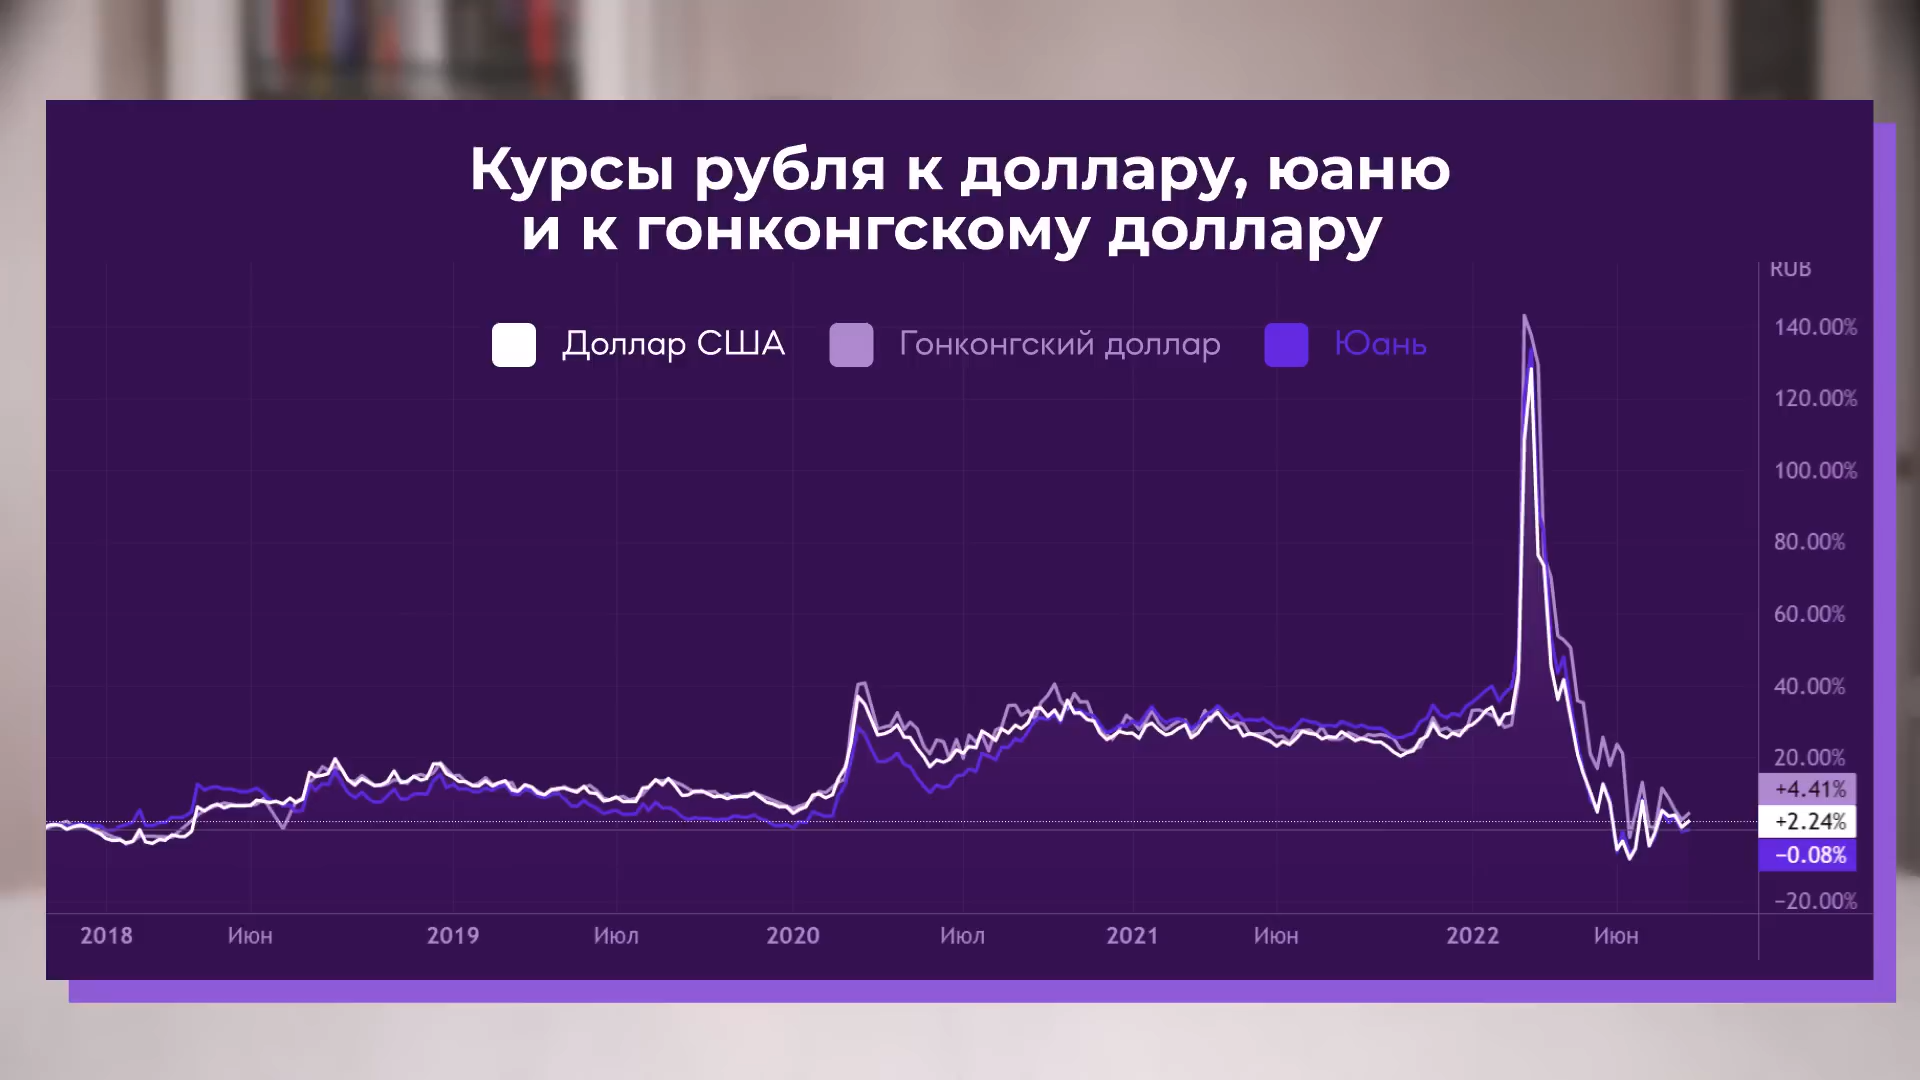 Курсы рубля к доллару, юаню
и к гонконгскому доллару
RUB
Доллар США
Гонконгский доллар
Юань
140.00%
120.00%
100.00%
80.00%
60.00%
40.00%
20.00%
+4.41%
+2.24%
−0.08%
−20.00%
2018 Июн 2019 Июл 2020 Июл 2021 Июн 2022 Июн